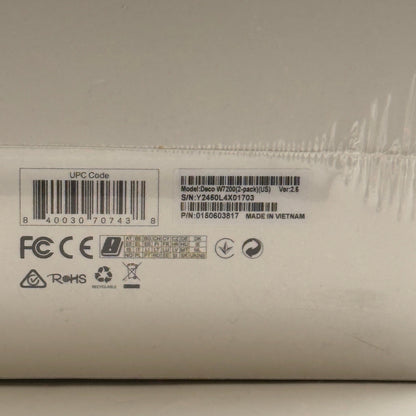 UPC Code
8 40030 70743 8
Model:Deco W7200(2-pack)(US) Ver:2.6
S/N:Y2450L4X01703
P/N:0150603817 MADE IN VIETNAM
FC CE
RoHS
RECYCLABLE